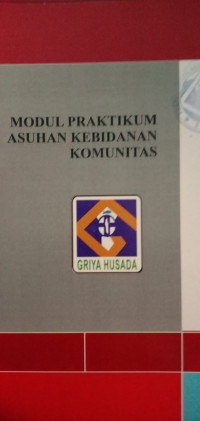 MODUL PRAKTIKUM
ASUHAN KEBIDANAN
KOMUNITAS
GRIYA HUSADA